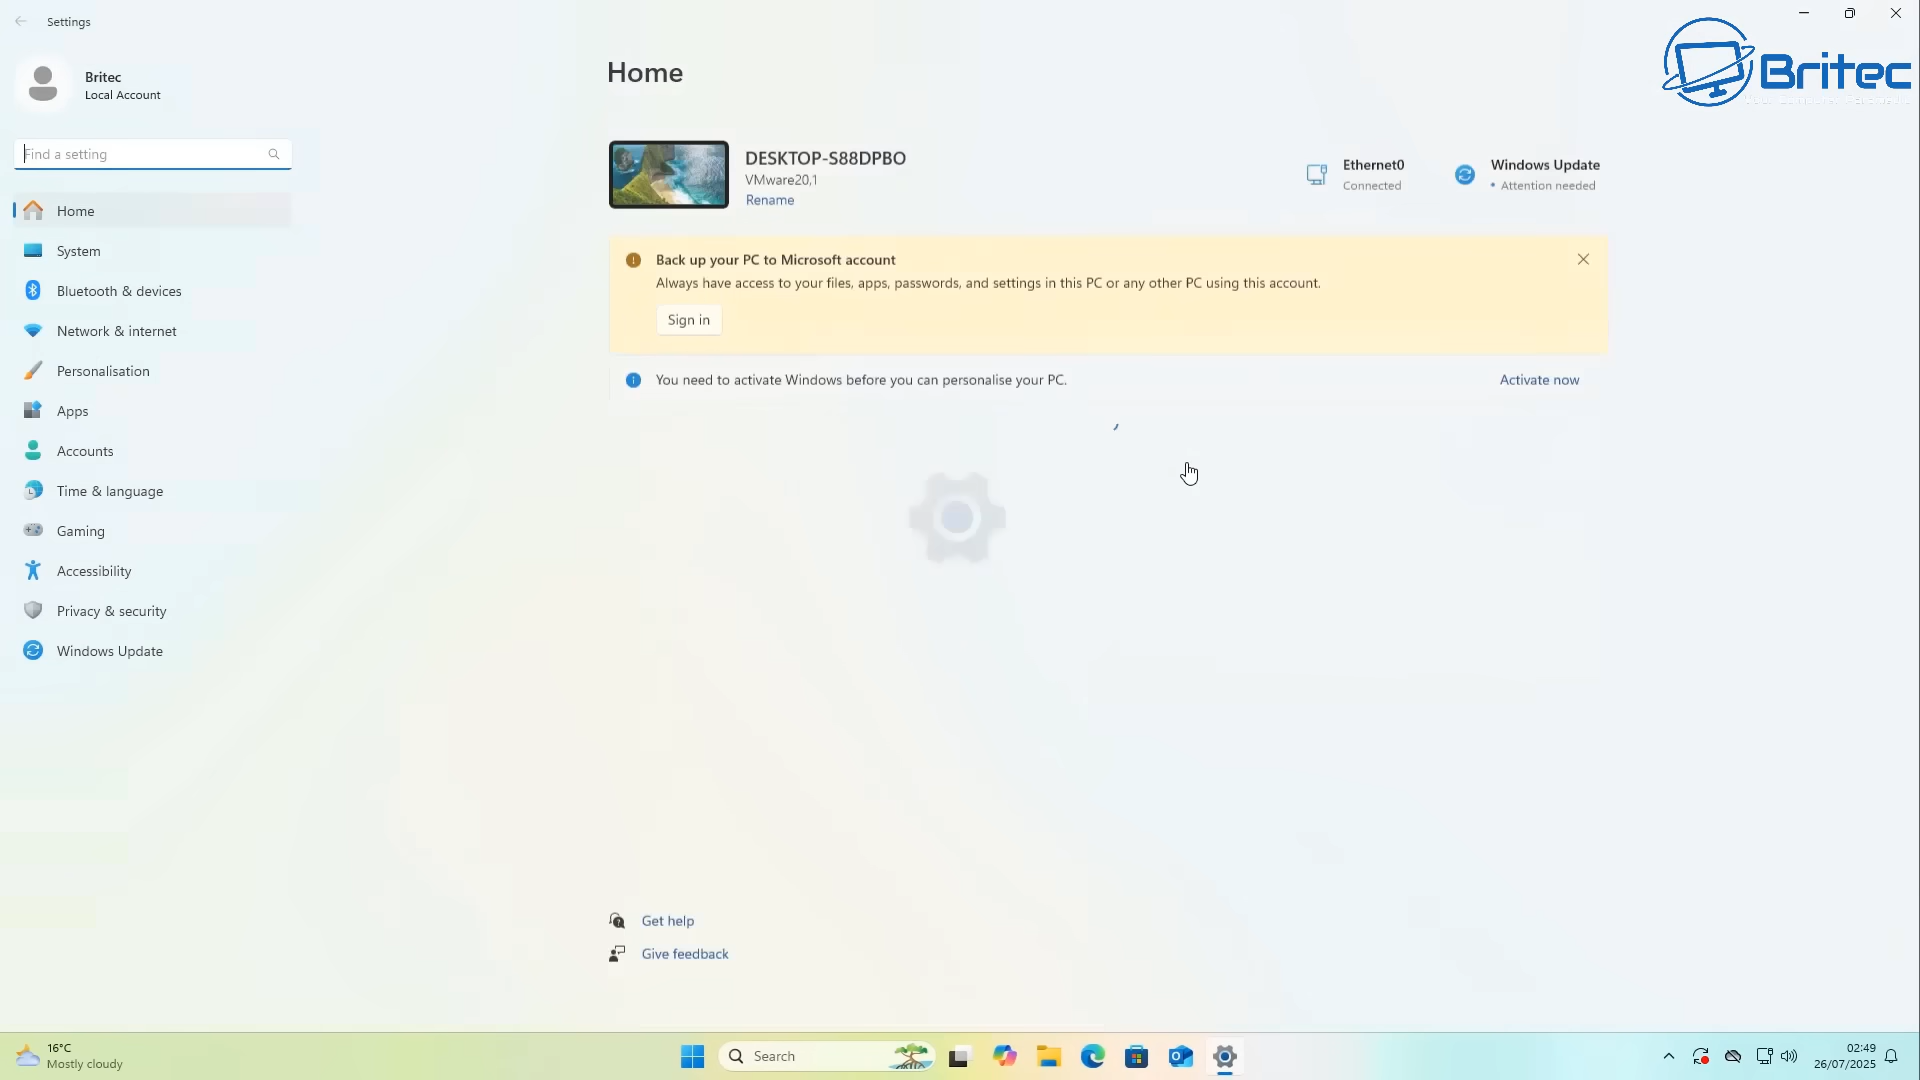 Settings
Britec
Local Account
Find a setting
Home
System
Bluetooth & devices
Network & internet
Personalisation
Apps
Accounts
Time & language
Gaming
Accessibility
Privacy & security
Windows Update
Home
DESKTOP-S88DPBO
VMware20,1
Rename
Ethernet0
Connected
Windows Update
• Attention needed
Back up your PC to Microsoft account
Always have access to your files, apps, passwords, and settings in this PC or any other PC using this account.
Sign in
You need to activate Windows before you can personalise your PC.
Activate now
Get help
Give feedback
Britec
16°C
Mostly cloudy
Search
02:49
26/07/2025